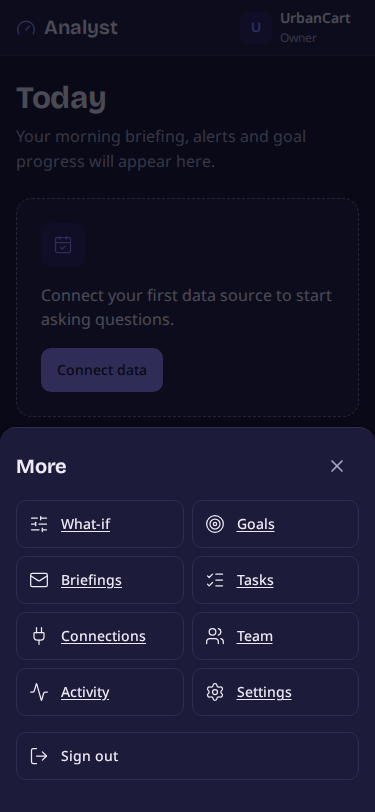 Analyst
U
UrbanCart
Owner
Today
Your morning briefing, alerts and goal
progress will appear here.
Connect your first data source to start
asking questions.
Connect data
More
What-if
Goals
Briefings
Tasks
Connections
Team
Activity
Settings
Sign out